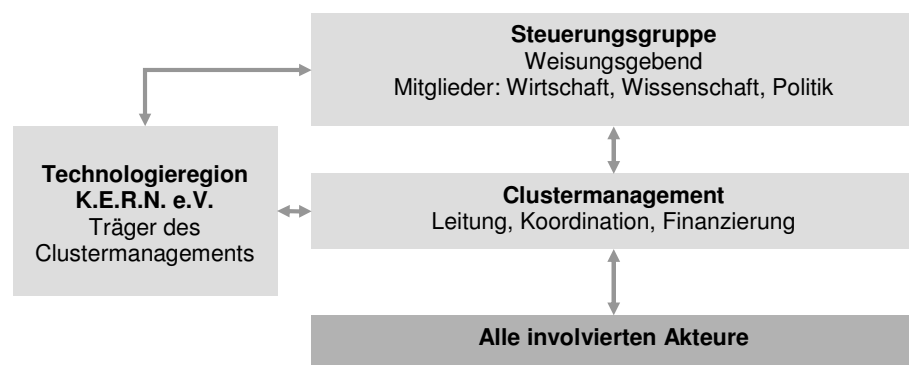 Steuerungsgruppe
Weisungsgebend
Mitglieder: Wirtschaft, Wissenschaft, Politik
Technologieregion
K.E.R.N. e.V.
Träger des
Clustermanagements
Clustermanagement
Leitung, Koordination, Finanzierung
Alle involvierten Akteure